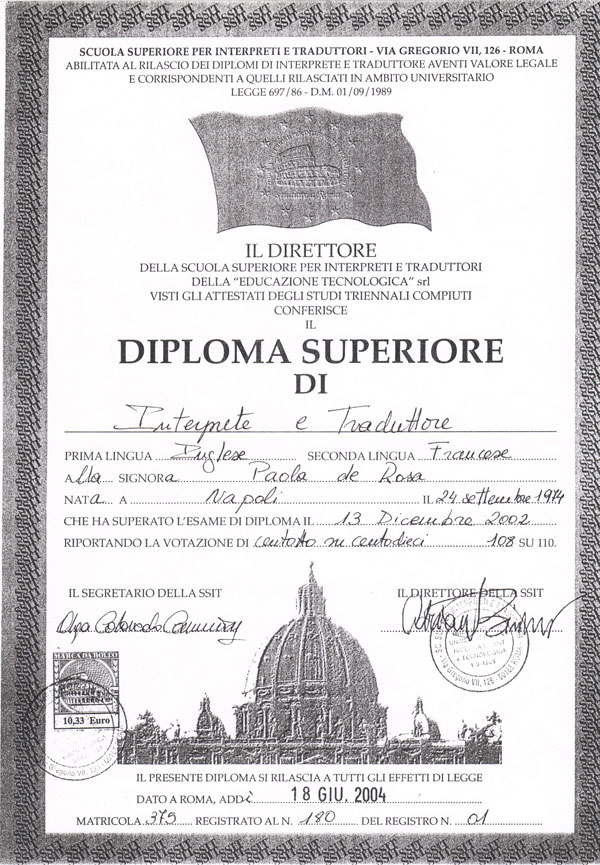 SCUOLA SUPERIORE PER INTERPRETI E TRADUTTORI - VIA GREGORIO VII, 126 - ROMA
ABILITATA AL RILASCIO DEI DIPLOMI DI INTERPRETE E TRADUTTORE AVENTI VALORE LEGALE
E CORRISPONDENTI A QUELLI RILASCIATI IN AMBITO UNIVERSITARIO
LEGGE 697/86 - D.M. 01/09/1989
IL DIRETTORE
DELLA SCUOLA SUPERIORE PER INTERPRETI E TRADUTTORI
DELLA "EDUCAZIONE TECNOLOGICA" srl
VISTI GLI ATTESTATI DEGLI STUDI TRIENNALI COMPIUTI
CONFERISCE
IL
DIPLOMA SUPERIORE
DI
Interprete e Traduttore
PRIMA LINGUA Inglese SECONDA LINGUA Francese
Alla SIGNORa Paola de Rosa
NATa A Napoli IL 24 settembre 1974
CHE HA SUPERATO L'ESAME DI DIPLOMA IL 13 Dicembre 2002
RIPORTANDO LA VOTAZIONE DI centotto su centodieci 108 SU 110.
IL SEGRETARIO DELLA SSIT IL DIRETTORE DELLA SSIT
Olga
MARCA DA BOLLO
10,33 Euro
Via Gregorio VII, 126 -
IL PRESENTE DIPLOMA SI RILASCIA A TUTTI GLI EFFETTI DI LEGGE
DATO A ROMA, ADDì 18 GIU. 2004
MATRICOLA 375 REGISTRATO AL N. 180 DEL REGISTRO N. 01